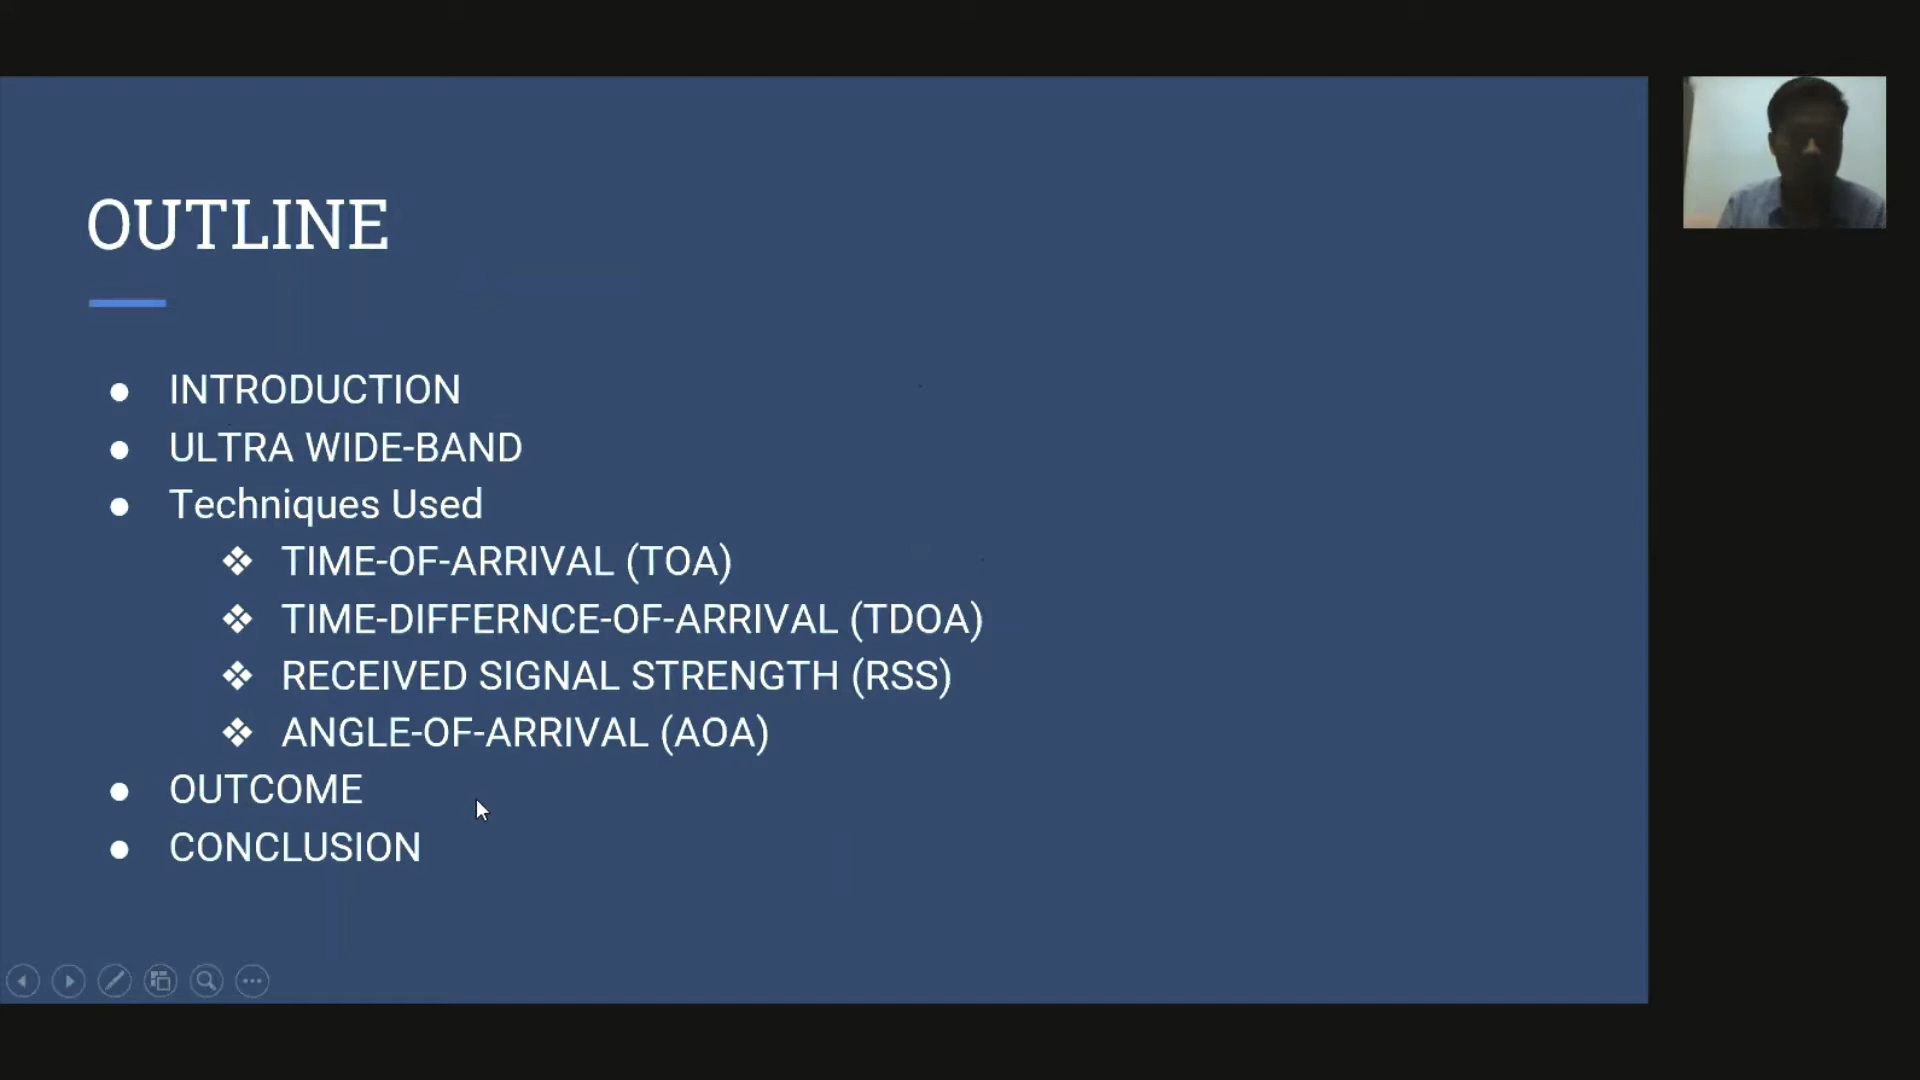 OUTLINE
● INTRODUCTION
● ULTRA WIDE-BAND
● Techniques Used
❖ TIME-OF-ARRIVAL (TOA)
❖ TIME-DIFFERNCE-OF-ARRIVAL (TDOA)
❖ RECEIVED SIGNAL STRENGTH (RSS)
❖ ANGLE-OF-ARRIVAL (AOA)
● OUTCOME
● CONCLUSION